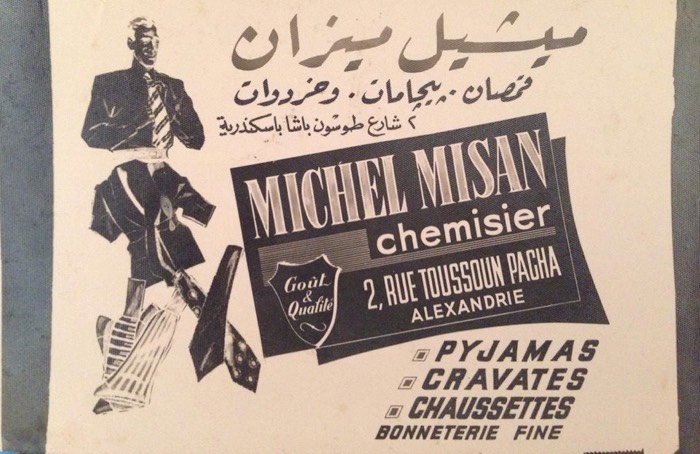 ميشيل ميزان
قمصان . پيچامات . وخردوات
٢ شارع طوسون باشا باسكندرية
MICHEL MISAN
chemisier
Goût
&
Qualité
2, RUE TOUSSOUN PACHA
ALEXANDRIE
PYJAMAS
CRAVATES
CHAUSSETTES
BONNETERIE FINE